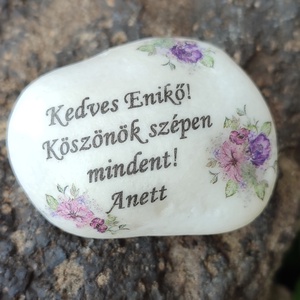 Kedves Enikő!
Köszönök szépen
mindent!
Anett